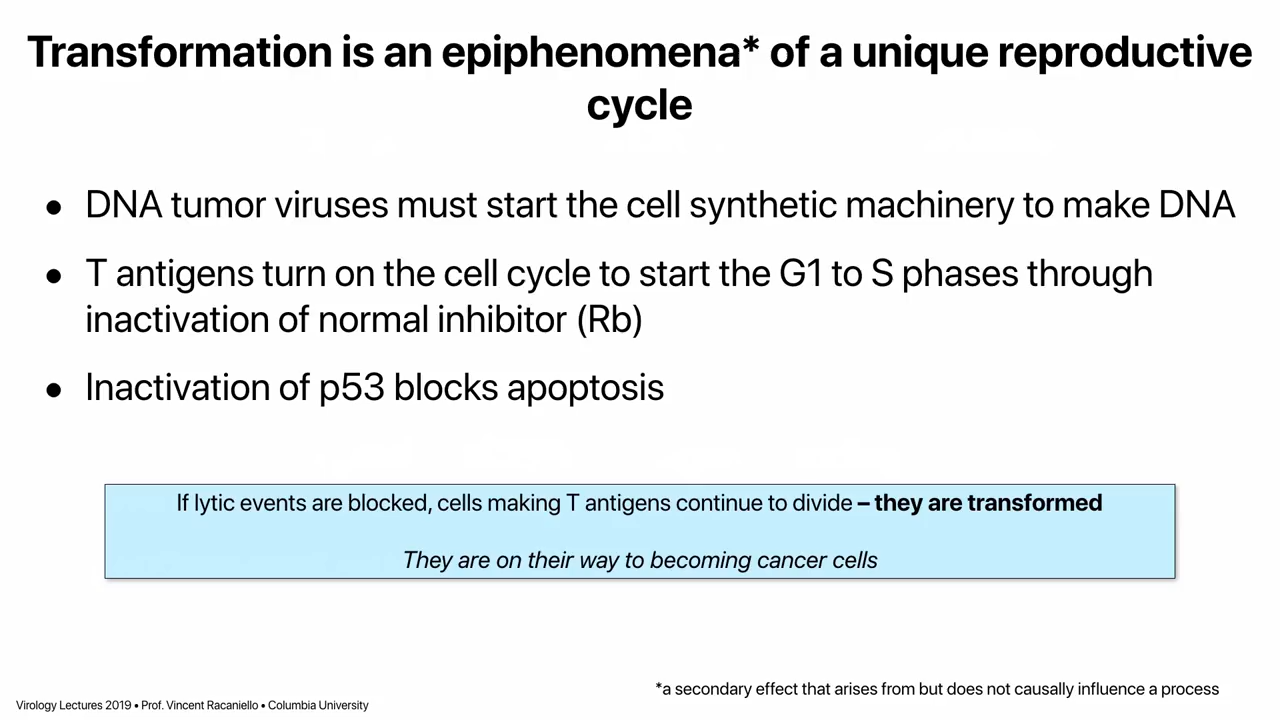 Transformation is an epiphenomena* of a unique reproductive
cycle
• DNA tumor viruses must start the cell synthetic machinery to make DNA
• T antigens turn on the cell cycle to start the G1 to S phases through
inactivation of normal inhibitor (Rb)
• Inactivation of p53 blocks apoptosis
If lytic events are blocked, cells making T antigens continue to divide – they are transformed
They are on their way to becoming cancer cells
*a secondary effect that arises from but does not causally influence a process
Virology Lectures 2019 • Prof. Vincent Racaniello • Columbia University